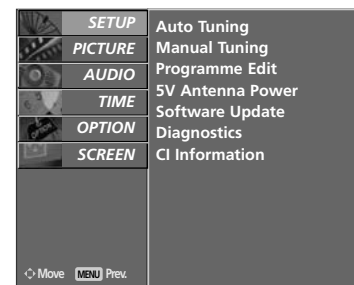 SETUP
PICTURE
AUDIO
TIME
OPTION
SCREEN
Auto Tuning
Manual Tuning
Programme Edit
5V Antenna Power
Software Update
Diagnostics
CI Information
Move MENU Prev.